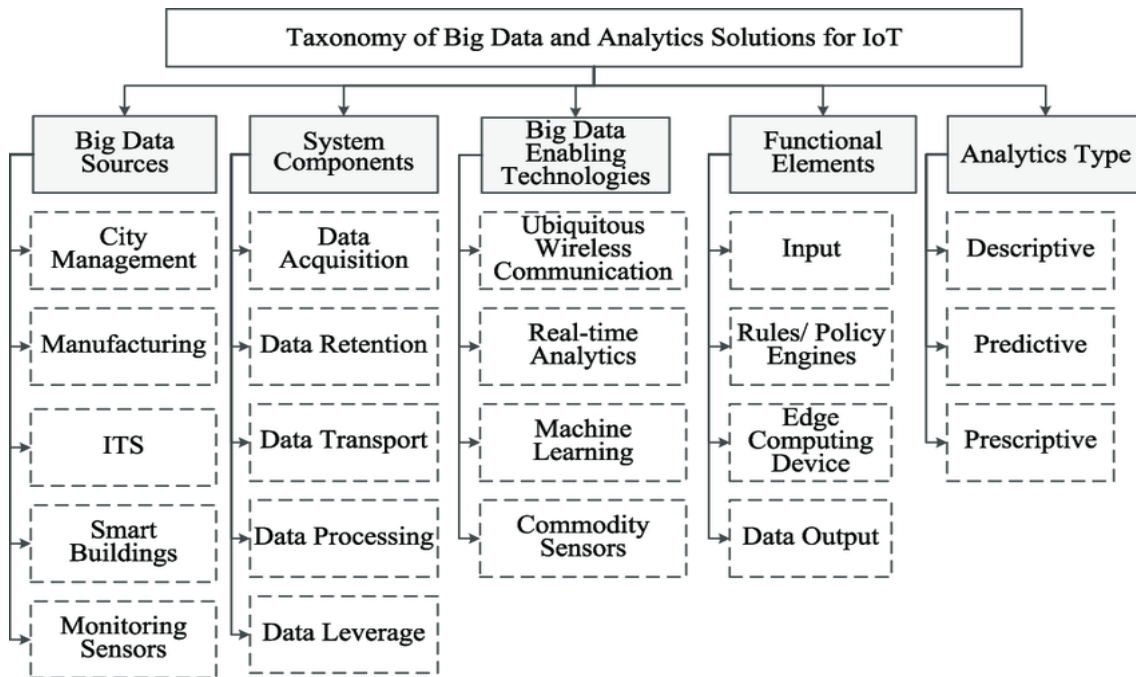 Taxonomy of Big Data and Analytics Solutions for IoT
Big Data
Sources
City
Management
Manufacturing
ITS
Smart
Buildings
Monitoring
Sensors
System
Components
Data
Acquisition
Data Retention
Data Transport
Data Processing
Data Leverage
Big Data
Enabling
Technologies
Ubiquitous
Wireless
Communication
Real-time
Analytics
Machine
Learning
Commodity
Sensors
Functional
Elements
Input
Rules/ Policy
Engines
Edge
Computing
Device
Data Output
Analytics Type
Descriptive
Predictive
Prescriptive